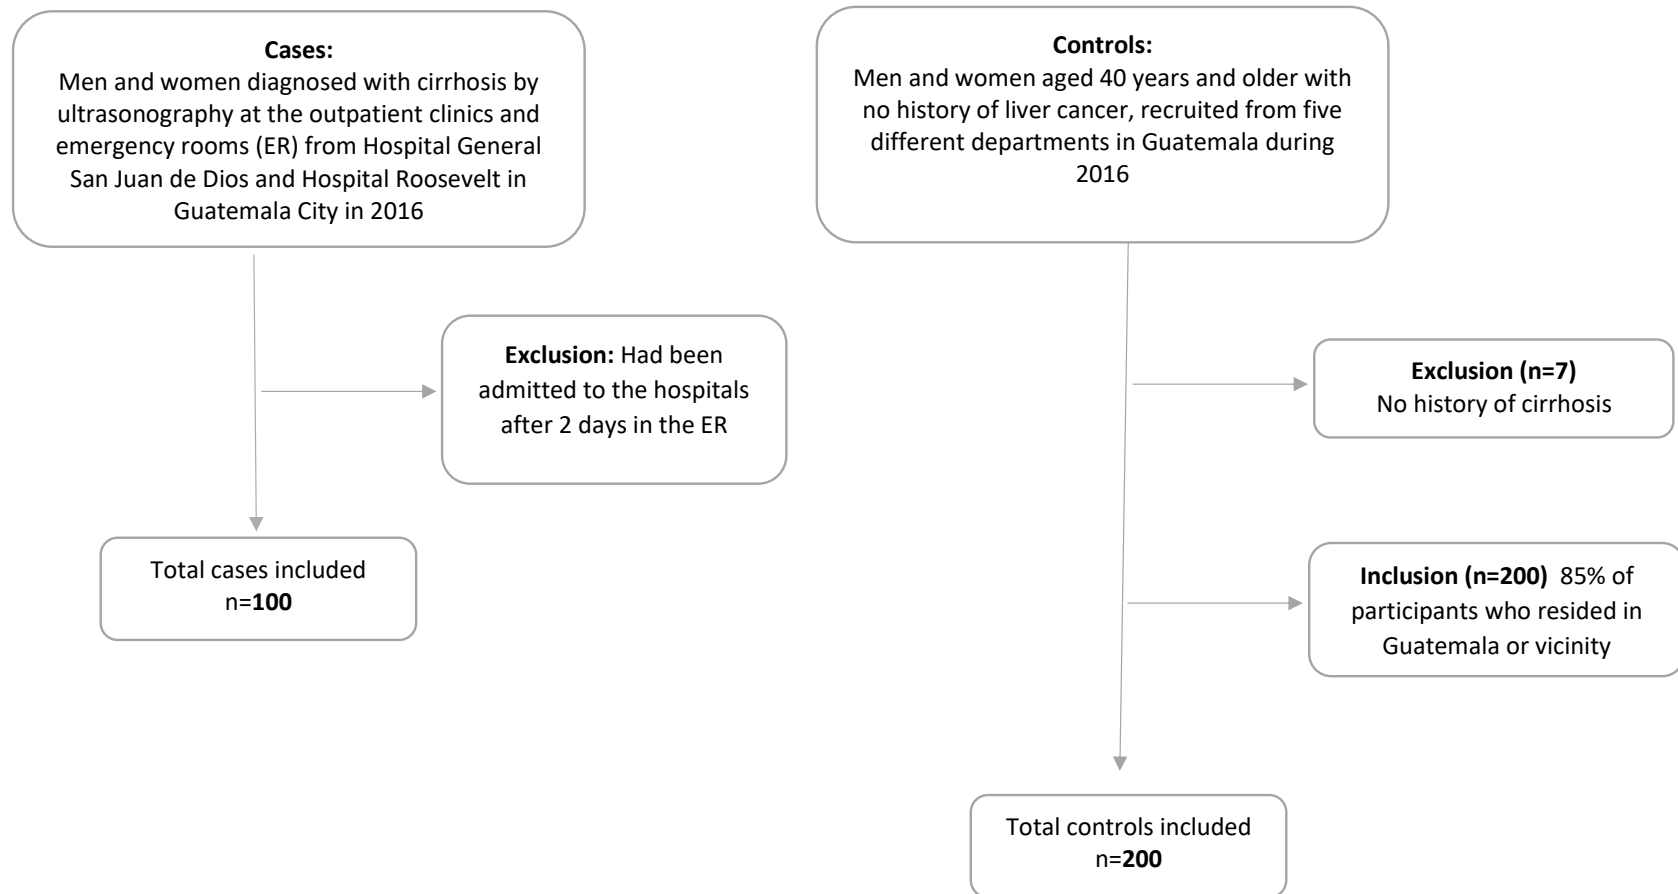 Cases:
Men and women diagnosed with cirrhosis by
ultrasonography at the outpatient clinics and
emergency rooms (ER) from Hospital General
San Juan de Dios and Hospital Roosevelt in
Guatemala City in 2016
Controls:
Men and women aged 40 years and older with
no history of liver cancer, recruited from five
different departments in Guatemala during
2016
Exclusion: Had been
admitted to the hospitals
after 2 days in the ER
Exclusion (n=7)
No history of cirrhosis
Total cases included
n=100
Inclusion (n=200) 85% of
participants who resided in
Guatemala or vicinity
Total controls included
n=200